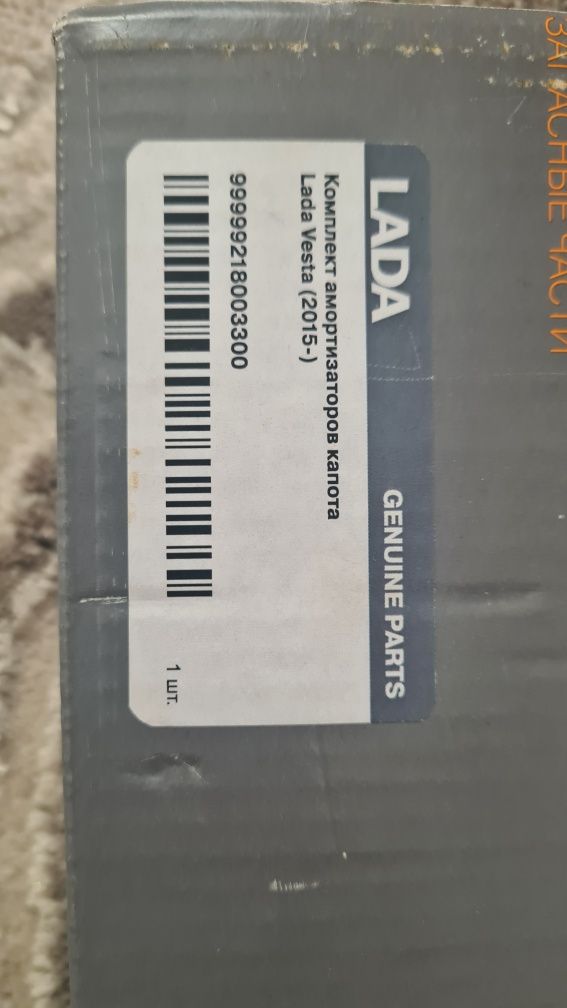 ЗАПАСНЫЕ ЧАСТИ
LADA
GENUINE PARTS
Комплект амортизаторов капота
Lada Vesta (2015-)
99999218003300
1 шт.